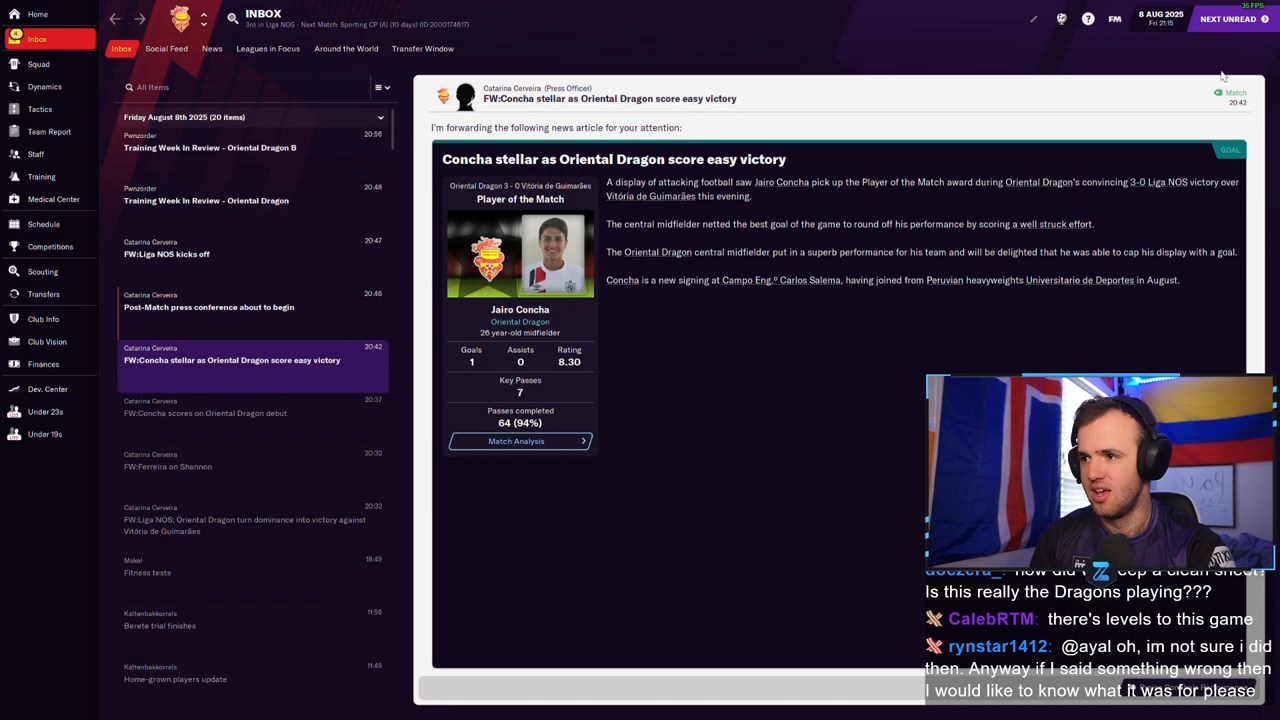 36 FPS
Home
4
Inbox
Squad
Dynamics
Tactics
Team Report
Staff
Training
Medical Center
Schedule
Competitions
Scouting
Transfers
Club Info
Club Vision
Finances
Dev. Center
Under 23s
Under 19s
INBOX
3rd in Liga NOS - Next Match: Sporting CP (A) (10 days) (ID:2000174617)
FM
8 AUG 2025
Fri 21:15
NEXT UNREAD
Inbox
Social Feed
News
Leagues in Focus
Around the World
Transfer Window
All Items
Friday August 8th 2025 (20 items)
Pwnzorder
20:56
Training Week In Review - Oriental Dragon B
Pwnzorder
20:48
Training Week In Review - Oriental Dragon
Catarina Cerveira
20:47
FW:Liga NOS kicks off
Catarina Cerveira
20:46
Post-Match press conference about to begin
Catarina Cerveira
20:42
FW:Concha stellar as Oriental Dragon score easy victory
Catarina Cerveira
20:37
FW:Concha scores on Oriental Dragon debut
Catarina Cerveira
20:32
FW:Ferreira on Shannon
Catarina Cerveira
20:32
FW:Liga NOS: Oriental Dragon turn dominance into victory against
Vitória de Guimarães
Makel
18:49
Fitness tests
Kattenbakkorrels
11:56
Berete trial finishes
Kattenbakkorrels
11:49
Home-grown players update
Catarina Cerveira (Press Officer)
FW:Concha stellar as Oriental Dragon score easy victory
Match
20:42
I'm forwarding the following news article for your attention:
GOAL
Concha stellar as Oriental Dragon score easy victory
Oriental Dragon 3 - 0 Vitória de Guimarães
Player of the Match
Jairo Concha
Oriental Dragon
26 year-old midfielder
Goals Assists Rating
1 0 8.30
Key Passes
7
Passes completed
64 (94%)
Match Analysis
A display of attacking football saw Jairo Concha pick up the Player of the Match award during Oriental Dragon's convincing 3-0 Liga NOS victory over
Vitória de Guimarães this evening.
The central midfielder netted the best goal of the game to round off his performance by scoring a well struck effort.
The Oriental Dragon central midfielder put in a superb performance for his team and will be delighted that he was able to cap his display with a goal.
Concha is a new signing at Campo Eng.º Carlos Salema, having joined from Peruvian heavyweights Universitario de Deportes in August.
Is this really the Dragons playing???
CalebRTM: there's levels to this game
rynstar1412: @ayal oh, im not sure i did
then. Anyway if I said something wrong then
I would like to know what it was for please